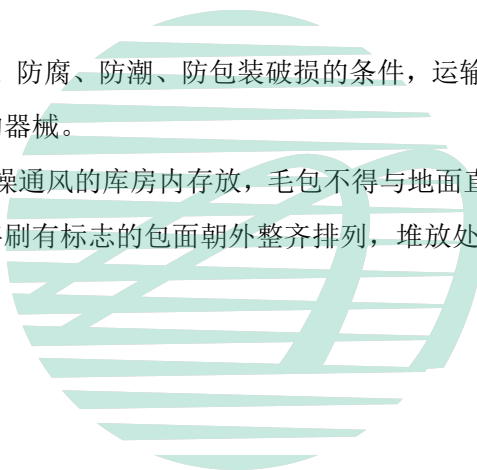 防腐、防潮、防包装破损的条件，运输
器械。
燥通风的库房内存放，毛包不得与地面直
刷有标志的包面朝外整齐排列，堆放处